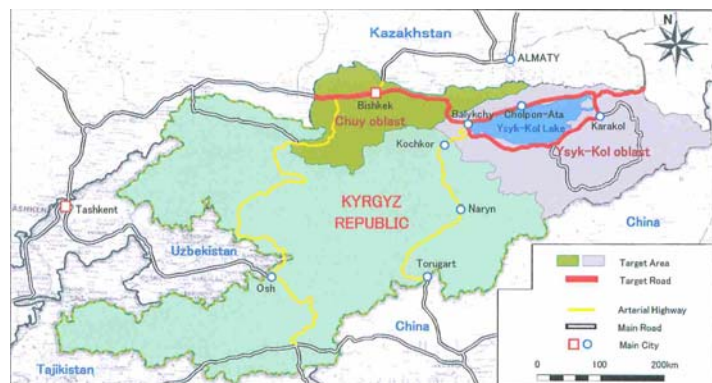 Kazakhstan
N
ALMATY
Bishkek
Chuy oblast
Balykchy
Cholpon-Ata
Ysyk-Kol Lake
Karakol
Kochkor
Ysyk-Kol oblast
KYRGYZ
REPUBLIC
Naryn
Tashkent
China
Uzbekistan
Osh
Torugart
China
Tajikistan
Target Area
Target Road
Arterial Highway
Main Road
Main City
0
100
200km